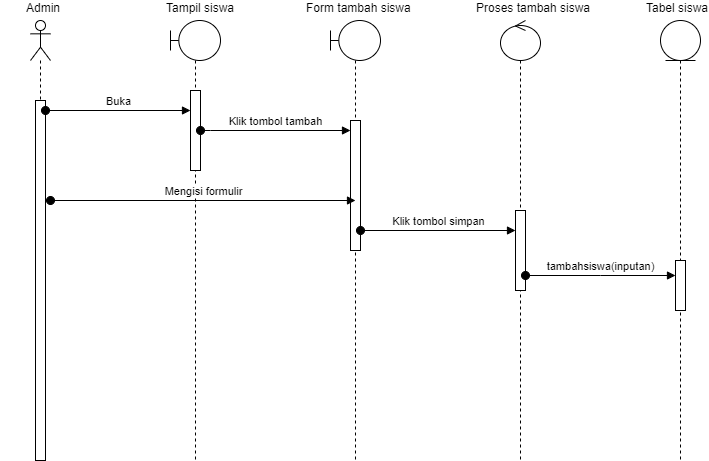 Admin
Tampil siswa
Form tambah siswa
Proses tambah siswa
Tabel siswa
Buka
Klik tombol tambah
Mengisi formulir
Klik tombol simpan
tambahsiswa(inputan)